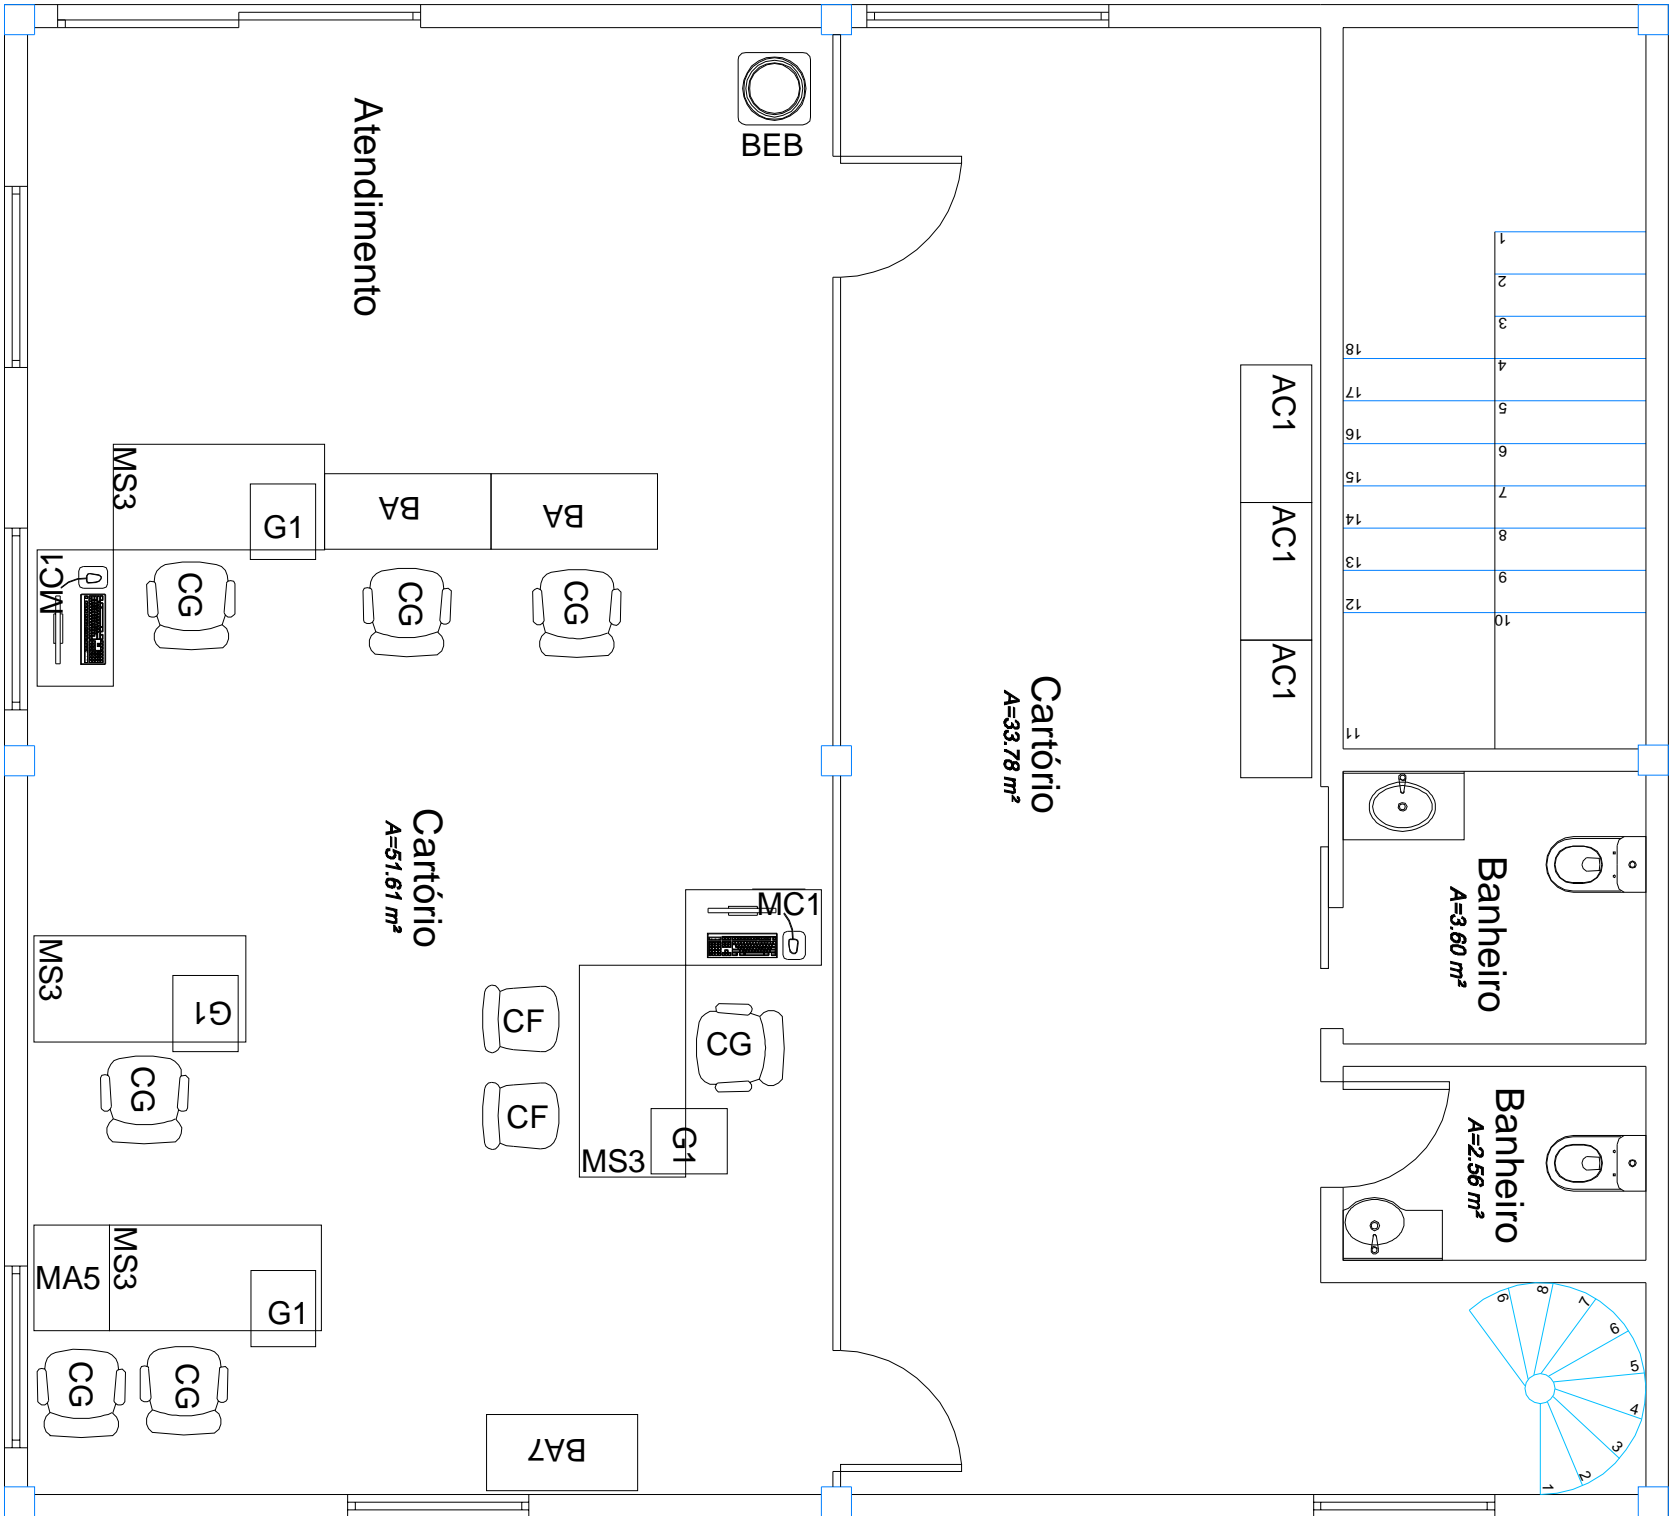 BEB
Atendimento
1
2
3
4
5
6
7
8
9
10
18
17
16
15
14
13
12
11
AC1
AC1
AC1
MS3
G1
BA
BA
MC1
CG
CG
CG
Cartório
A=33.78 m²
Cartório
A=51.61 m²
MC1
Banheiro
A=3.60 m²
MS3
G1
CG
CF
CF
CG
MS3
G1
Banheiro
A=2.56 m²
MA5
MS3
G1
CG
CG
BA7
9
8
7
6
5
4
3
2
1